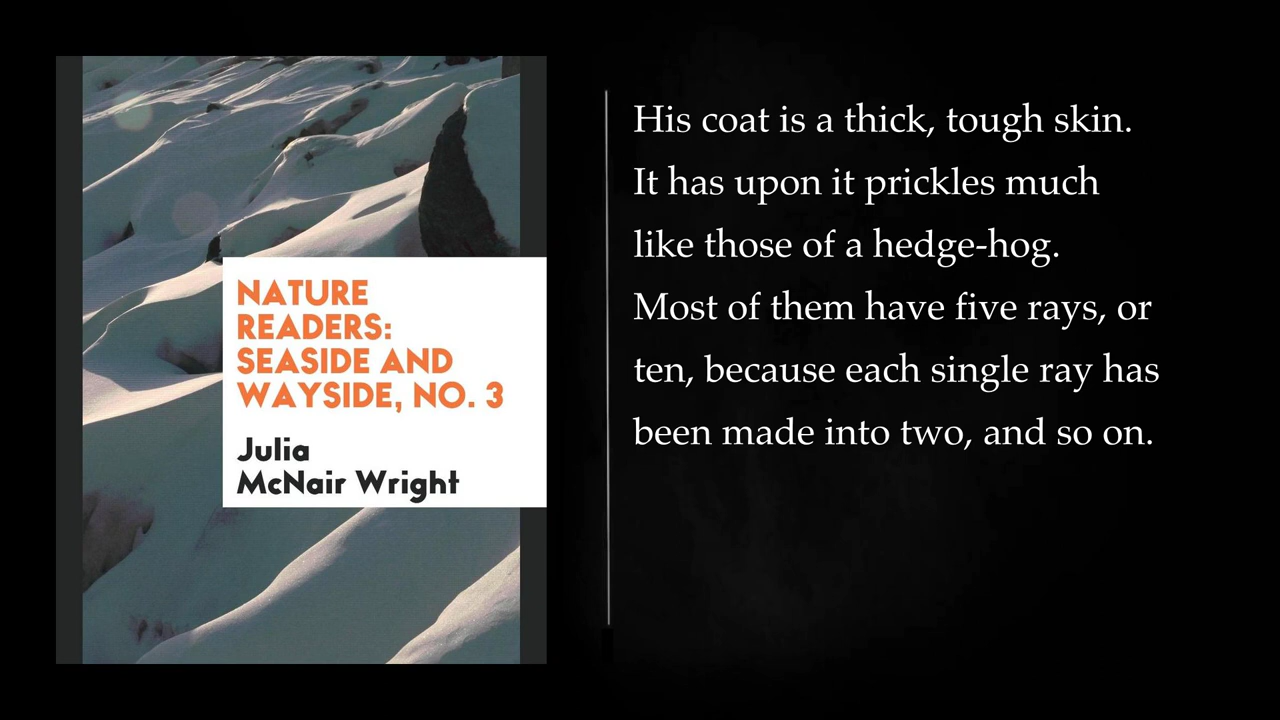 NATURE
READERS:
SEASIDE AND
WAYSIDE, NO. 3
Julia
McNair Wright
His coat is a thick, tough skin.
It has upon it prickles much
like those of a hedge-hog.
Most of them have five rays, or
ten, because each single ray has
been made into two, and so on.